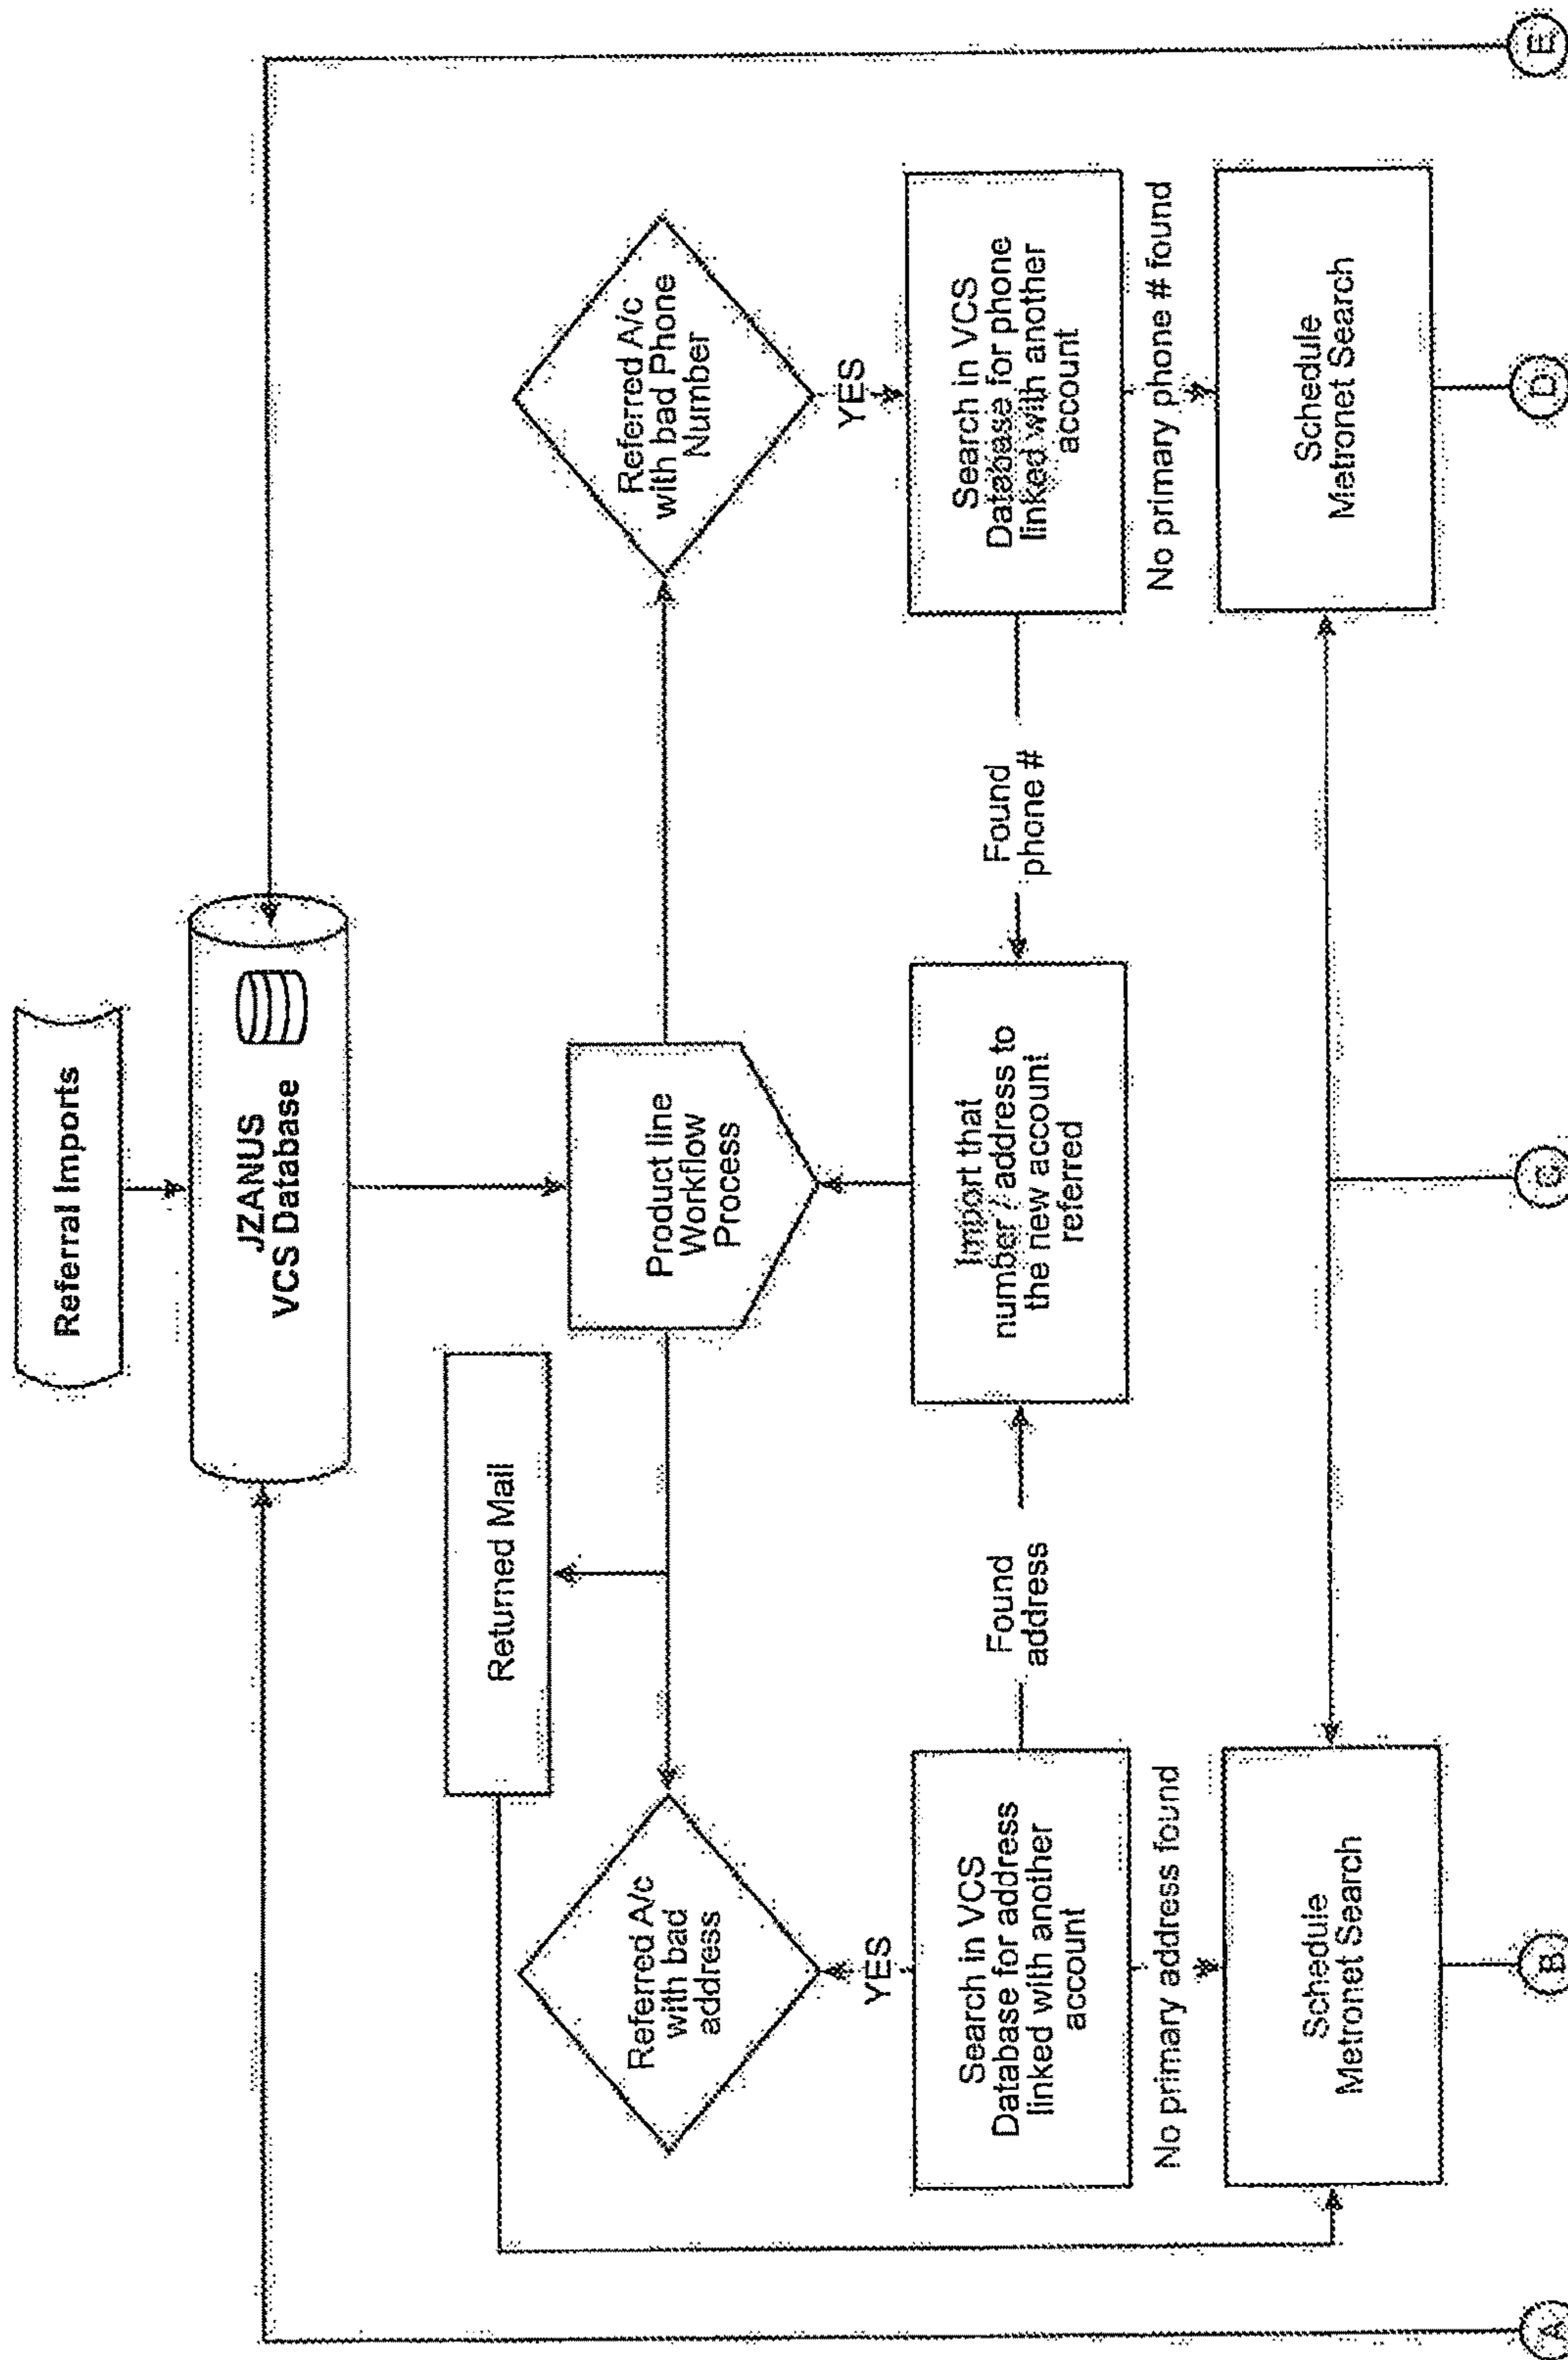 Referral Imports
JZANUS
VCS Database
Returned Mail
Product line
Workflow
Process
Referred A/c
with bad
address
Referred A/c
with bad Phone
Number
YES
YES
Search in VCS
Database for address
linked with another
account
Found
address
Import that
number / address to
the new account
referred
Found
phone #
Search in VCS
Database for phone
linked with another
account
No primary address found
No primary phone # found
Schedule
Metronet Search
Schedule
Metronet Search
A
B
C
D
E